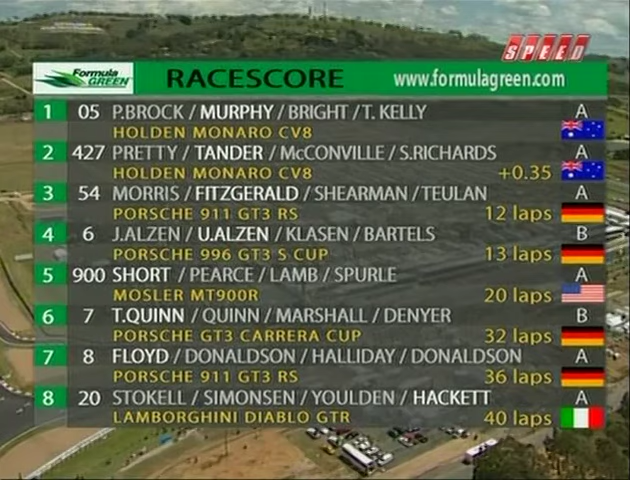 SPEED
Formula GREEN RACESCORE www.formulagreen.com
1 05 P.BROCK / MURPHY / BRIGHT / T. KELLY A
HOLDEN MONARO CV8
2 427 PRETTY / TANDER / McCONVILLE / S.RICHARDS A
HOLDEN MONARO CV8 +0.35
3 54 MORRIS / FITZGERALD / SHEARMAN / TEULAN A
PORSCHE 911 GT3 RS 12 laps
4 6 J.ALZEN / U.ALZEN / KLASEN / BARTELS B
PORSCHE 996 GT3 S CUP 13 laps
5 900 SHORT / PEARCE / LAMB / SPURLE A
MOSLER MT900R 20 laps
6 7 T.QUINN / QUINN / MARSHALL / DENYER B
PORSCHE GT3 CARRERA CUP 32 laps
7 8 FLOYD / DONALDSON / HALLIDAY / DONALDSON A
PORSCHE 911 GT3 RS 36 laps
8 20 STOKELL / SIMONSEN / YOULDEN / HACKETT A
LAMBORGHINI DIABLO GTR 40 laps